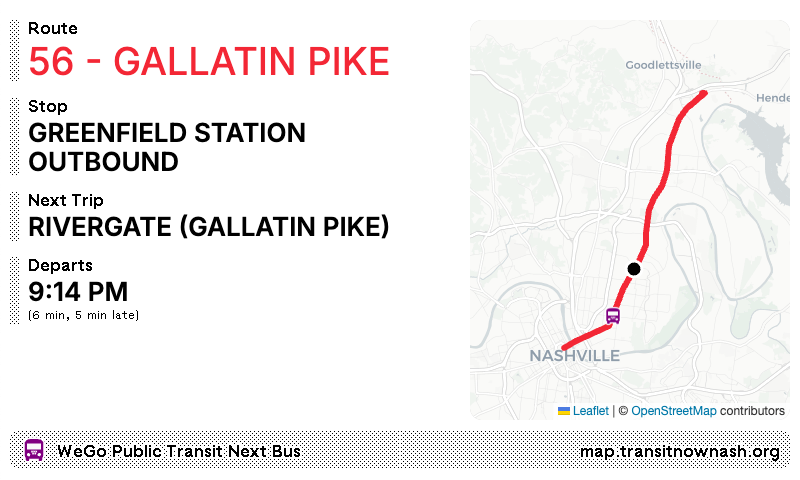 Route
56 - GALLATIN PIKE
Stop
GREENFIELD STATION
OUTBOUND
Next Trip
RIVERGATE (GALLATIN PIKE)
Departs
9:14 PM
(6 min, 5 min late)
Goodlettsville
Hende
NASHVILLE
Leaflet | © OpenStreetMap contributors
WeGo Public Transit Next Bus
map.transitnownash.org